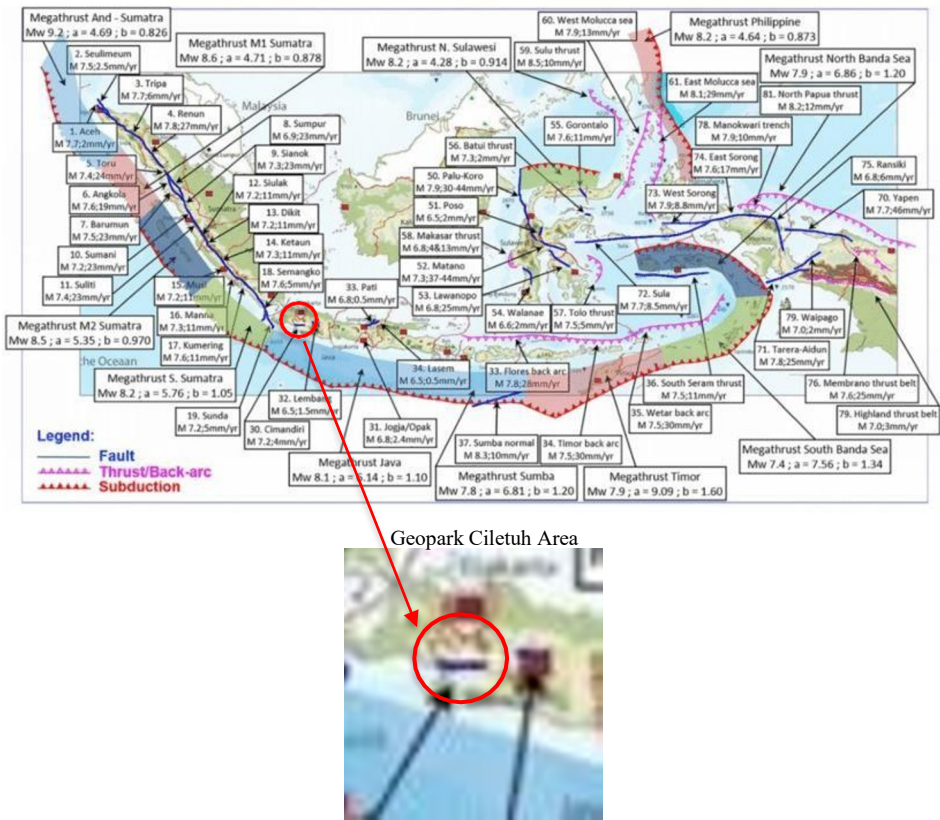 Megathrust And - Sumatra
Mw 9.2 ; a = 4.69 ; b = 0.826
Megathrust M1 Sumatra
Mw 8.6 ; a = 4.71 ; b = 0.878
Megathrust N. Sulawesi
Mw 8.2 ; a = 4.28 ; b = 0.914
60. West Molucca sea
M 7.9;13mm/yr
59. Sulu thrust
M 8.5;10mm/yr
Megathrust Philippine
Mw 8.2 ; a = 4.64 ; b = 0.873
Megathrust North Banda Sea
Mw 7.9 ; a = 6.86 ; b = 1.20
2. Seulimeum
M 7.5;2.5mm/yr
3. Tripa
M 7.7;6mm/yr
4. Renun
M 7.8;27mm/yr
Malaysia
Brunei
61. East Molucca sea
M 8.1;29mm/yr
81. North Papua thrust
M 8.2;12mm/yr
1. Aceh
M 7.7;2mm/yr
8. Sumpur
M 6.9;23mm/yr
55. Gorontalo
M 7.6;11mm/yr
78. Manokwari trench
M 7.9;10mm/yr
5. Toru
M 7.4;24mm/yr
9. Sianok
M 7.3;23mm/yr
56. Batui thrust
M 7.3;2mm/yr
74. East Sorong
M 7.6;17mm/yr
75. Ransiki
M 6.8;6mm/yr
6. Angkola
M 7.6;19mm/yr
12. Siulak
M 7.2;11mm/yr
50. Palu-Koro
M 7.9;30-44mm/yr
73. West Sorong
M 7.9;8.8mm/yr
70. Yapen
M 7.7;46mm/yr
7. Barumun
M 7.5;23mm/yr
Sumatra
13. Dikit
M 7.2;11mm/yr
51. Poso
M 6.5;2mm/yr
58. Makasar thrust
M 6.8;4&13mm/yr
10. Sumani
M 7.2;23mm/yr
14. Ketaun
M 7.3;11mm/yr
52. Matano
M 7.3;37-44mm/yr
11. Suliti
M 7.4;23mm/yr
15. Musi
M 7.2;11mm/yr
18. Semangko
M 7.6;5mm/yr
33. Pati
M 6.8;0.5mm/yr
53. Lawanopo
M 6.8;25mm/yr
72. Sula
M 7.7;8.5mm/yr
Megathrust M2 Sumatra
Mw 8.5 ; a = 5.35 ; b = 0.970
16. Manna
M 7.3;11mm/yr
54. Walanae
M 6.6;2mm/yr
57. Tolo thrust
M 7.5;5mm/yr
79. Waipago
M 7.0;2mm/yr
17. Kumering
M 7.6;11mm/yr
71. Tarera-Aidun
M 7.8;25mm/yr
the Oceaan
Java
34. Lasem
M 6.5;0.5mm/yr
33. Flores back arc
M 7.8;28mm/yr
36. South Seram thrust
M 7.5;11mm/yr
76. Membrano thrust belt
M 7.6;25mm/yr
Megathrust S. Sumatra
Mw 8.2 ; a = 5.76 ; b = 1.05
32. Lembang
M 6.5;1.5mm/yr
35. Wetar back arc
M 7.5;30mm/yr
79. Highland thrust belt
M 7.0;3mm/yr
19. Sunda
M 7.2;5mm/yr
30. Cimandiri
M 7.2;4mm/yr
31. Jogja/Opak
M 6.8;2.4mm/yr
37. Sumba normal
M 8.3;10mm/yr
34. Timor back arc
M 7.5;30mm/yr
Megathrust South Banda Sea
Mw 7.4 ; a = 7.56 ; b = 1.34
Megathrust Java
Mw 8.1 ; a = 6.14 ; b = 1.10
Megathrust Sumba
Mw 7.8 ; a = 6.81 ; b = 1.20
Megathrust Timor
Mw 7.9 ; a = 9.09 ; b = 1.60
Legend:
Fault
Thrust/Back-arc
Subduction
Geopark Ciletuh Area